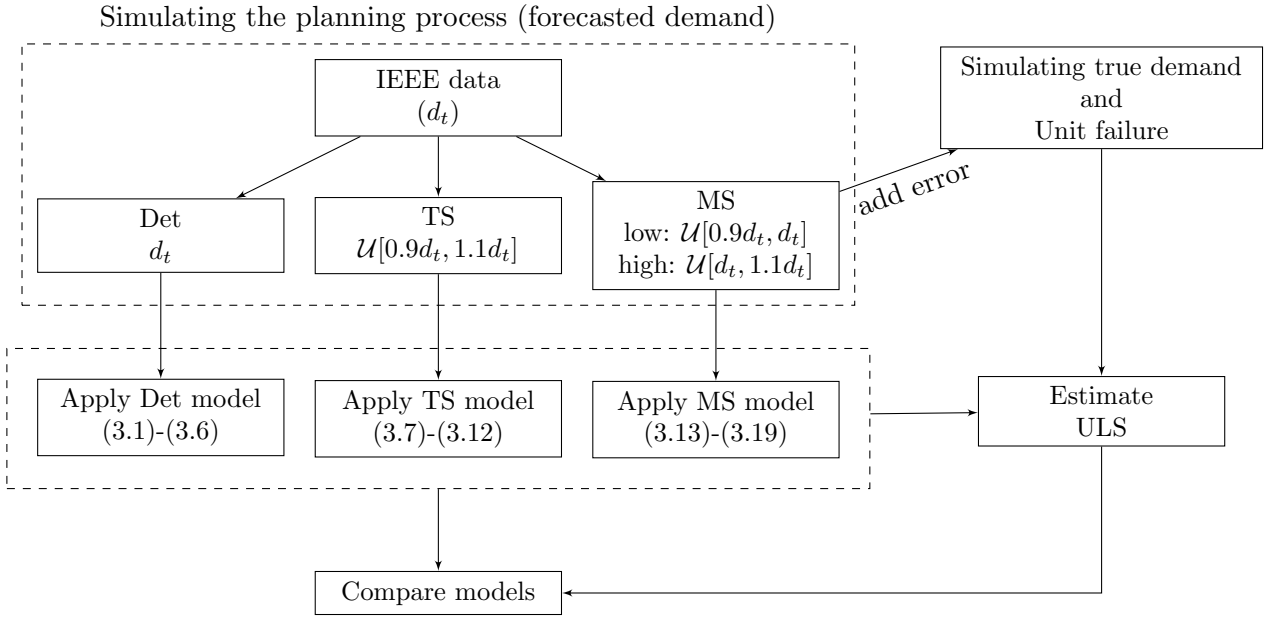 Simulating the planning process (forecasted demand)
IEEE data
(d_t)
Simulating true demand
and
Unit failure
add error
Det
d_t
TS
𝒰[0.9d_t, 1.1d_t]
MS
low: 𝒰[0.9d_t, d_t]
high: 𝒰[d_t, 1.1d_t]
Apply Det model
(3.1)-(3.6)
Apply TS model
(3.7)-(3.12)
Apply MS model
(3.13)-(3.19)
Estimate
ULS
Compare models